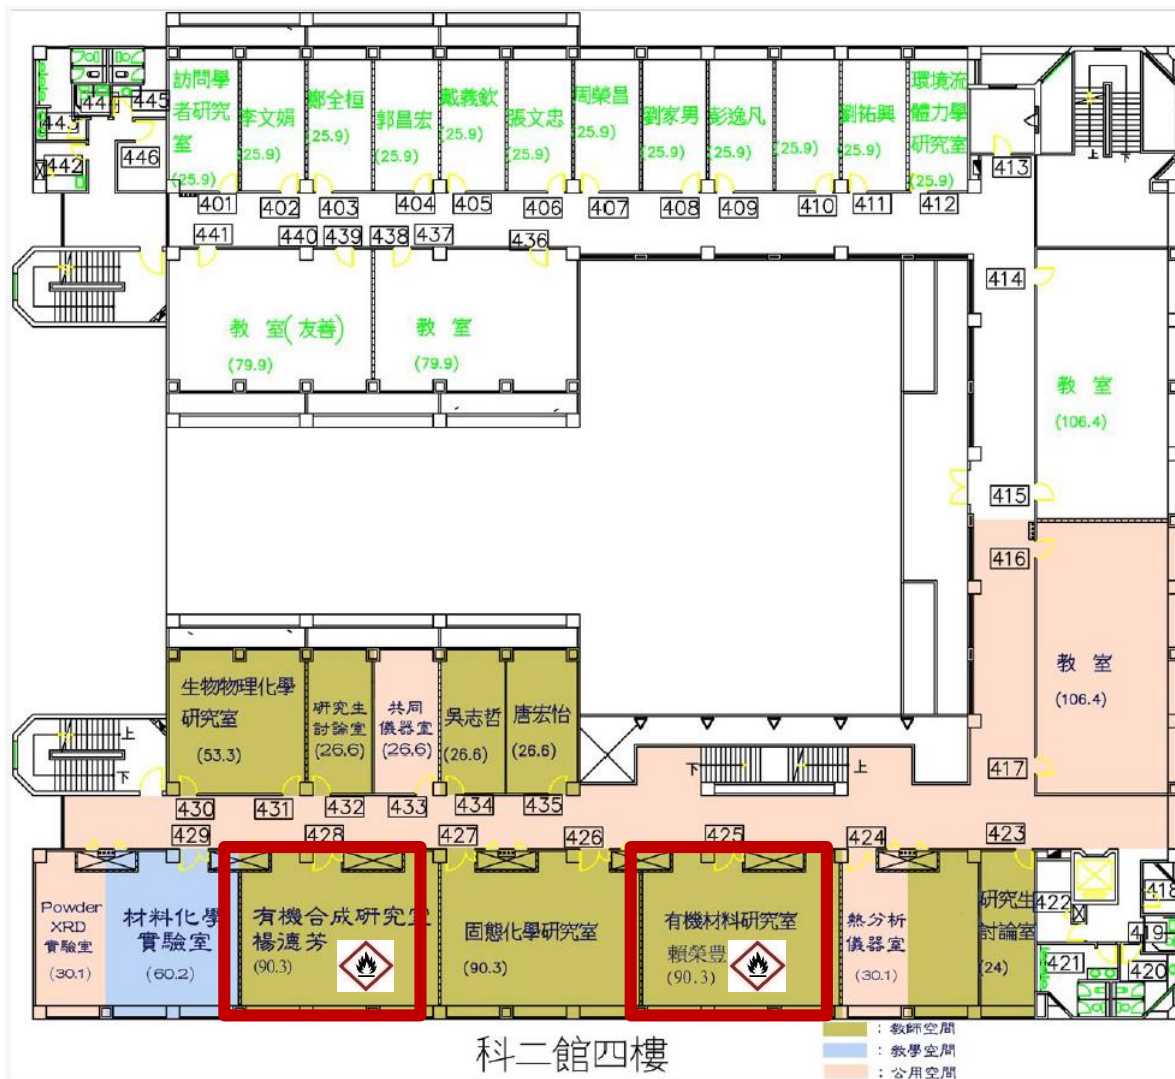 訪問學
者研究
室
(25.9)
李文娟
(25.9)
鄭全桓
(25.9)
郭昌宏
(25.9)
戴義欽
(25.9)
張文忠
(25.9)
周榮昌
(25.9)
劉家男
(25.9)
彭逸凡
(25.9)
(25.9)
劉祐興
(25.9)
環境流
體力學
研究室
(25.9)
445
443
442
446
上 下
413
401 402 403 404 405 406 407 408 409 410 411 412
441 440 439 438 437 436
414
教 室(友善)
(79.9)
教 室
(79.9)
教 室
(106.4)
415
416
教 室
(106.4)
417
生物物理化學
研究室
(53.3)
研究生
討論室
(26.6)
共同
儀器室
(26.6)
吳志哲
(26.6)
唐宏怡
(26.6)
上
下
下 上
430 431 432 433 434 435
429 428 427 426 425 424 423
Powder
XRD
實驗室
(30.1)
材料化學
實驗室
(60.2)
有機合成研究室
楊德芳
(90.3)
固態化學研究室
(90.3)
有機材料研究室
賴榮豊
(90.3)
熱分析
儀器室
(30.1)
研究生
討論室
(24)
422
418
419
421
420
科二館四樓
：教師空間
：教學空間
：公用空間